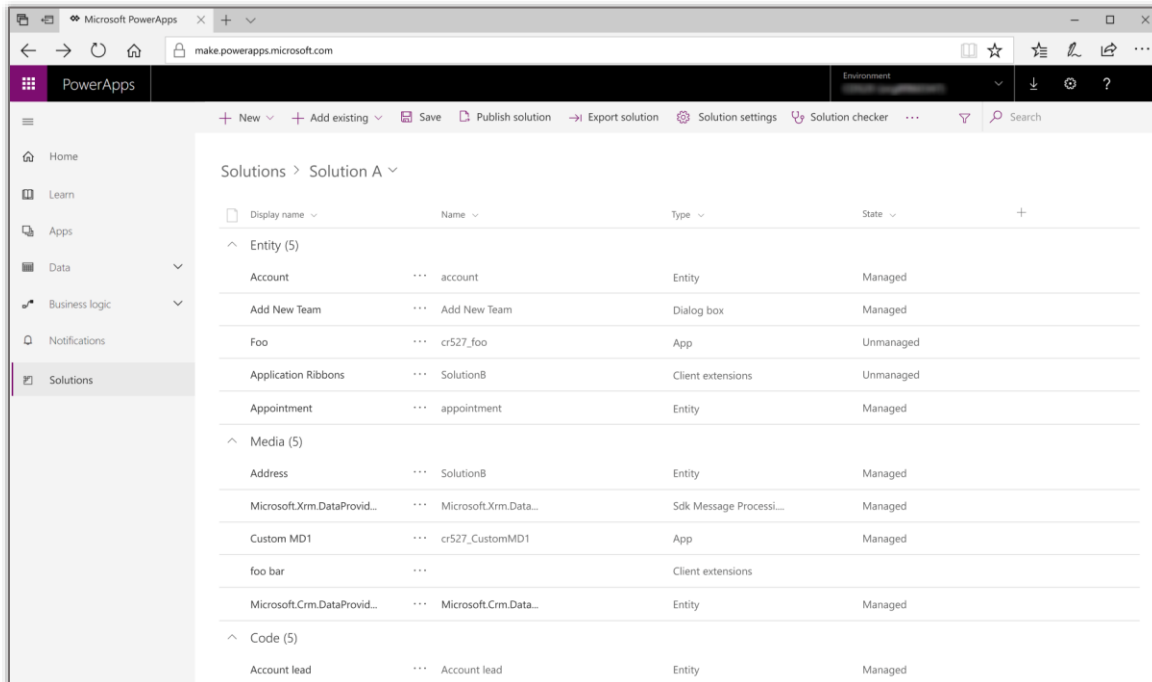 Microsoft PowerApps
make.powerapps.microsoft.com
PowerApps
Environment
New
Add existing
Save
Publish solution
Export solution
Solution settings
Solution checker
...
Search
Home
Learn
Apps
Data
Business logic
Notifications
Solutions
Solutions > Solution A
Display name Name Type State
Entity (5)
Account ... account Entity Managed
Add New Team ... Add New Team Dialog box Managed
Foo ... cr527_foo App Unmanaged
Application Ribbons ... SolutionB Client extensions Unmanaged
Appointment ... appointment Entity Managed
Media (5)
Address ... SolutionB Entity Managed
Microsoft.Xrm.DataProvid... ... Microsoft.Xrm.Data... Sdk Message Processi.... Managed
Custom MD1 ... cr527_CustomMD1 App Managed
foo bar ... Client extensions
Microsoft.Crm.DataProvid... ... Microsoft.Crm.Data... Entity Managed
Code (5)
Account lead ... Account lead Entity Managed